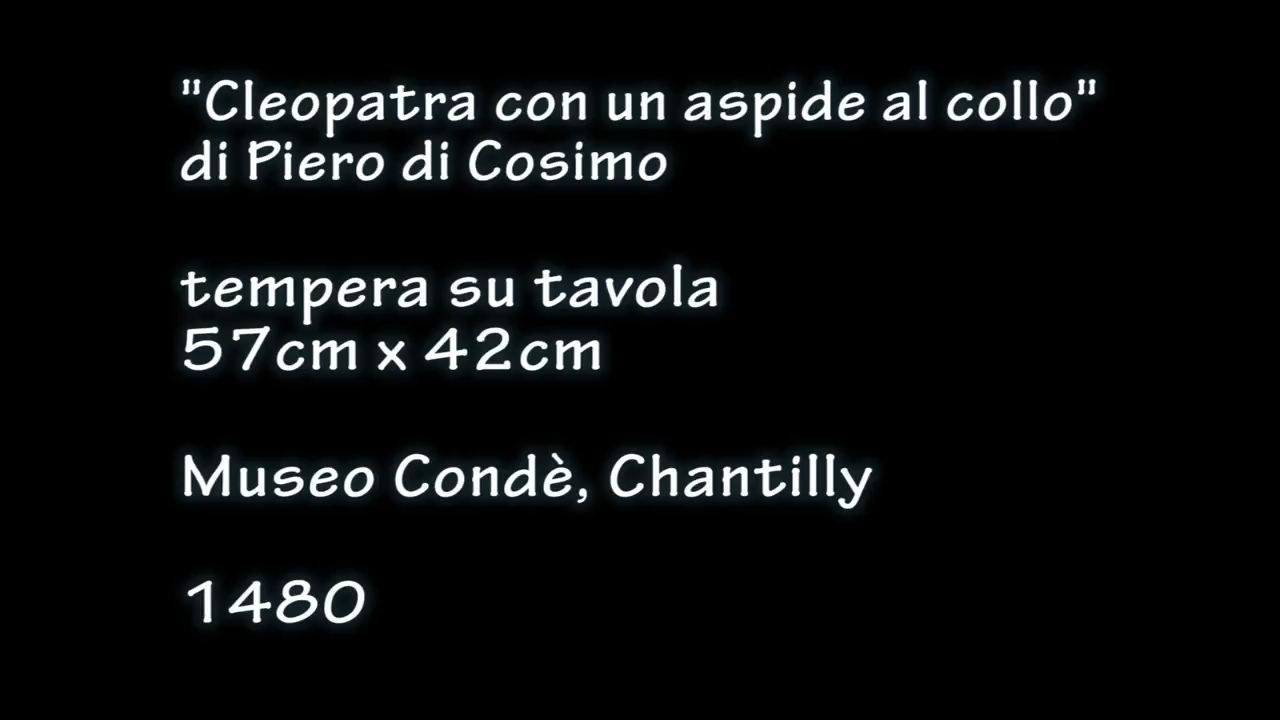 "Cleopatra con un aspide al collo"
di Piero di Cosimo
tempera su tavola
57cm x 42cm
Museo Condè, Chantilly
1480